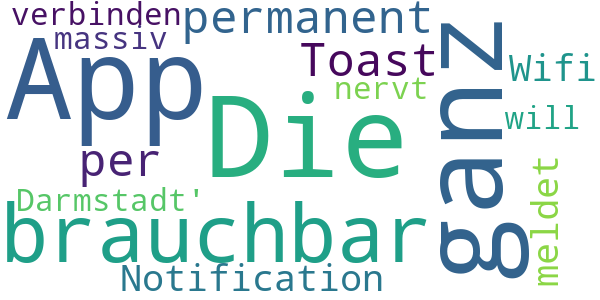 verbinden
permanent
massiv
App
Toast
ganz
Wifi
nervt
Die
will
per
meldet
Darmstadt'
brauchbar
Notification